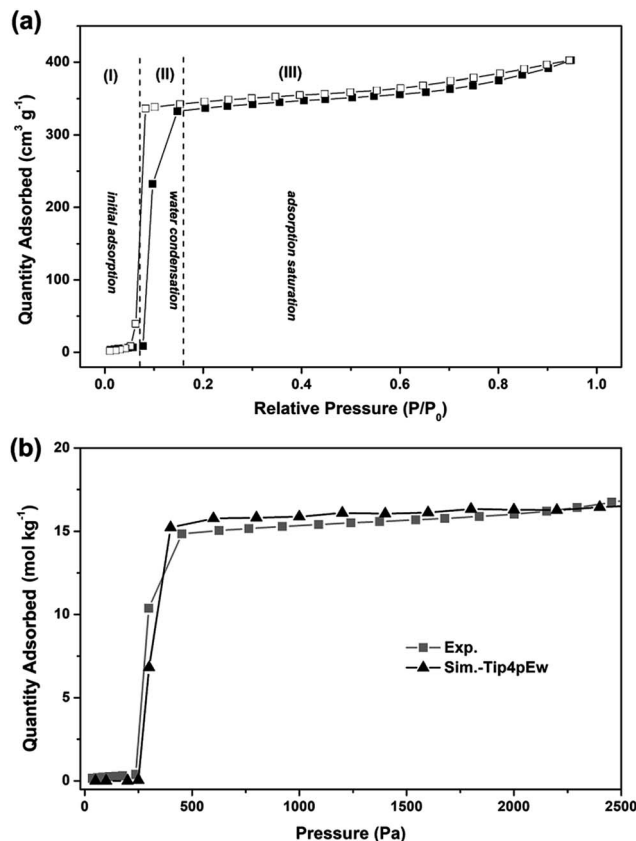 (a)
400
300
200
100
0
(I)
(II)
(III)
initial adsorption
water condensation
adsorption saturation
Quantity Adsorbed (cm³ g⁻¹)
0.0 0.2 0.4 0.6 0.8 1.0
Relative Pressure (P/P₀)
(b)
20
15
10
5
0
Quantity Adsorbed (mol kg⁻¹)
Exp.
Sim.-Tip4pEw
0 500 1000 1500 2000 2500
Pressure (Pa)